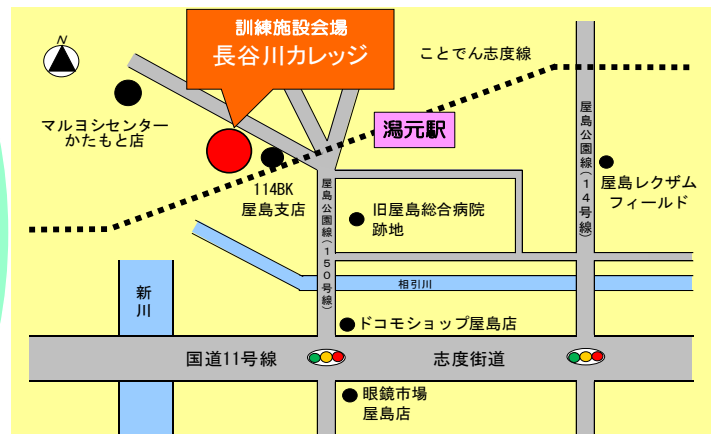 訓練施設会場
長谷川カレッジ
N
ことでん志度線
マルヨシセンター
かたもと店
潟元駅
114BK
屋島支店
屋島公園線(150号線)
旧屋島総合病院
跡地
屋島公園線(14号線)
屋島レクザム
フィールド
新川
相引川
ドコモショップ屋島店
国道11号線
志度街道
眼鏡市場
屋島店